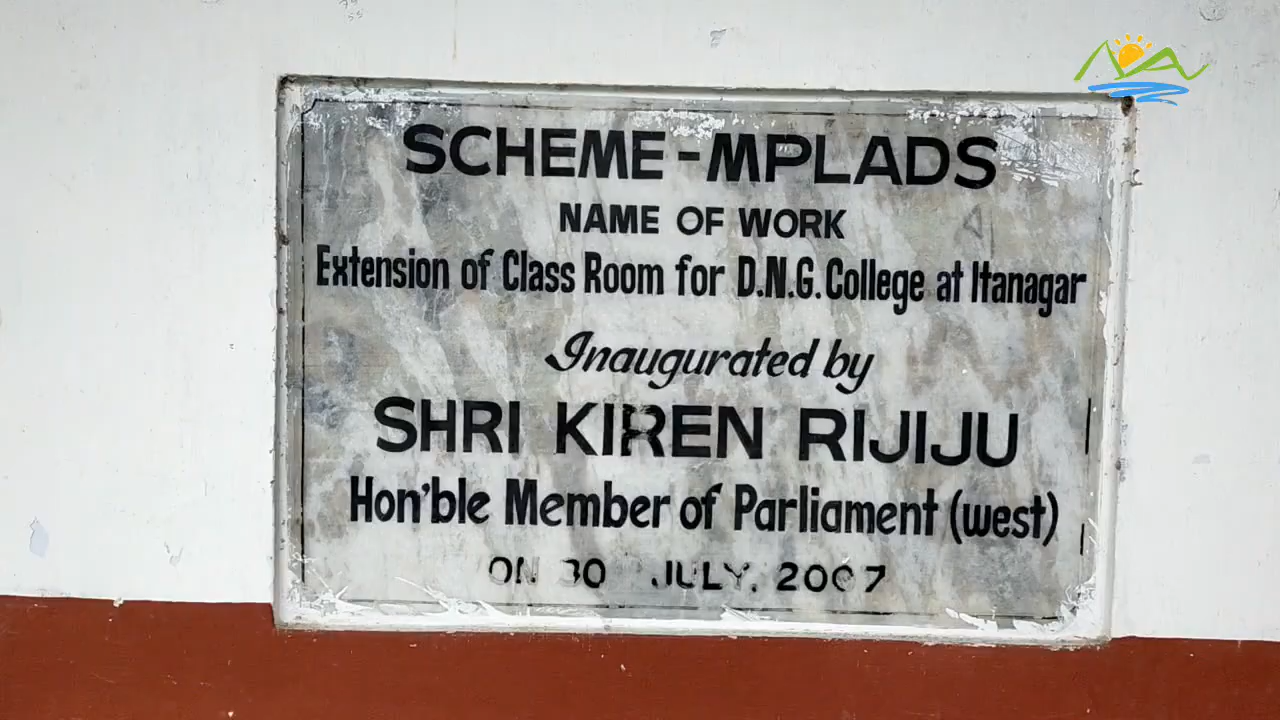 SCHEME-MPLADS
NAME OF WORK
Extension of Class Room for D.N.G. College at Itanagar
Inaugurated by
SHRI KIREN RIJIJU
Hon'ble Member of Parliament (west)
ON 30 JULY, 2007